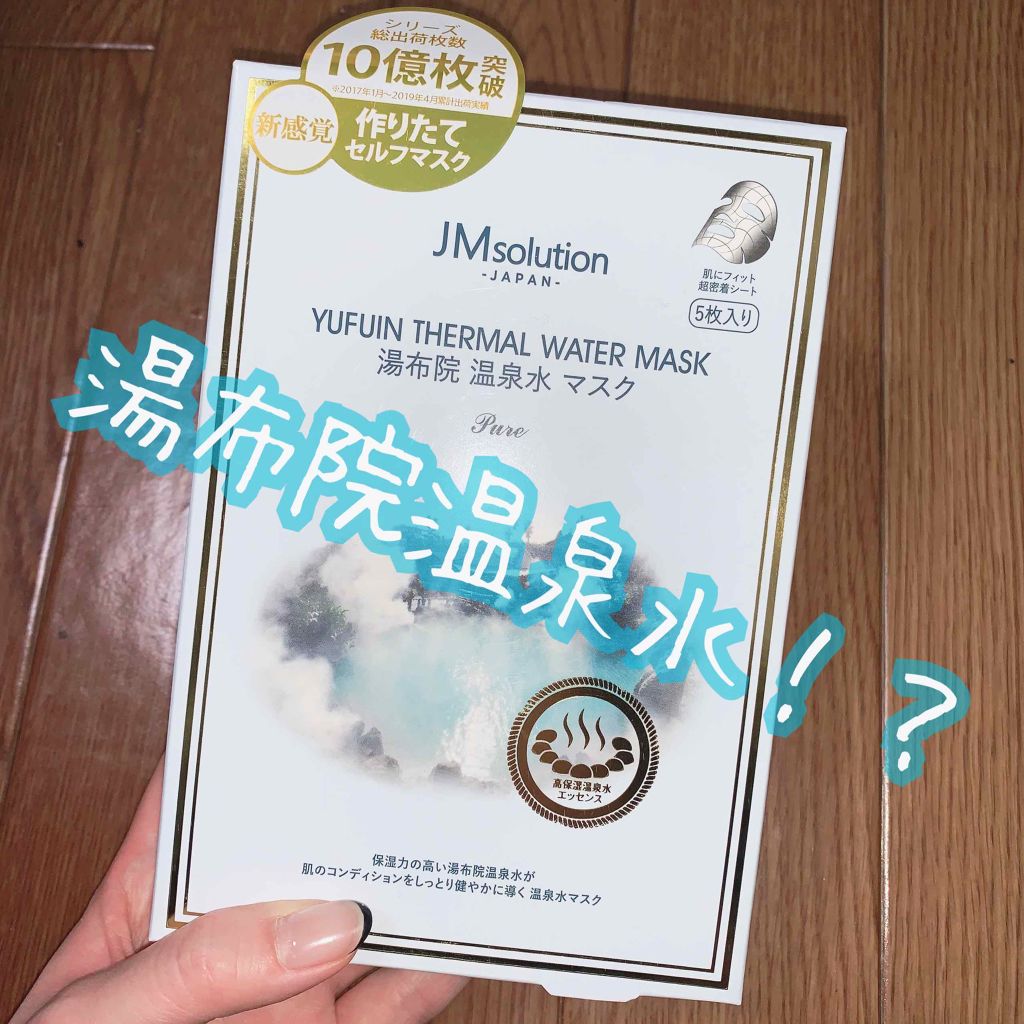 シリーズ
総出荷枚数
10億枚突破
※2017年1月〜2019年4月累計出荷実績
新感覚
作りたて
セルフマスク
JMsolution
-JAPAN-
肌にフィット
超密着シート
5枚入り
YUFUIN THERMAL WATER MASK
湯布院 温泉水 マスク
Pure
湯布院温泉水！？
高保湿温泉水
エッセンス
保湿力の高い湯布院温泉水が
肌のコンディションをしっとり健やかに導く 温泉水マスク